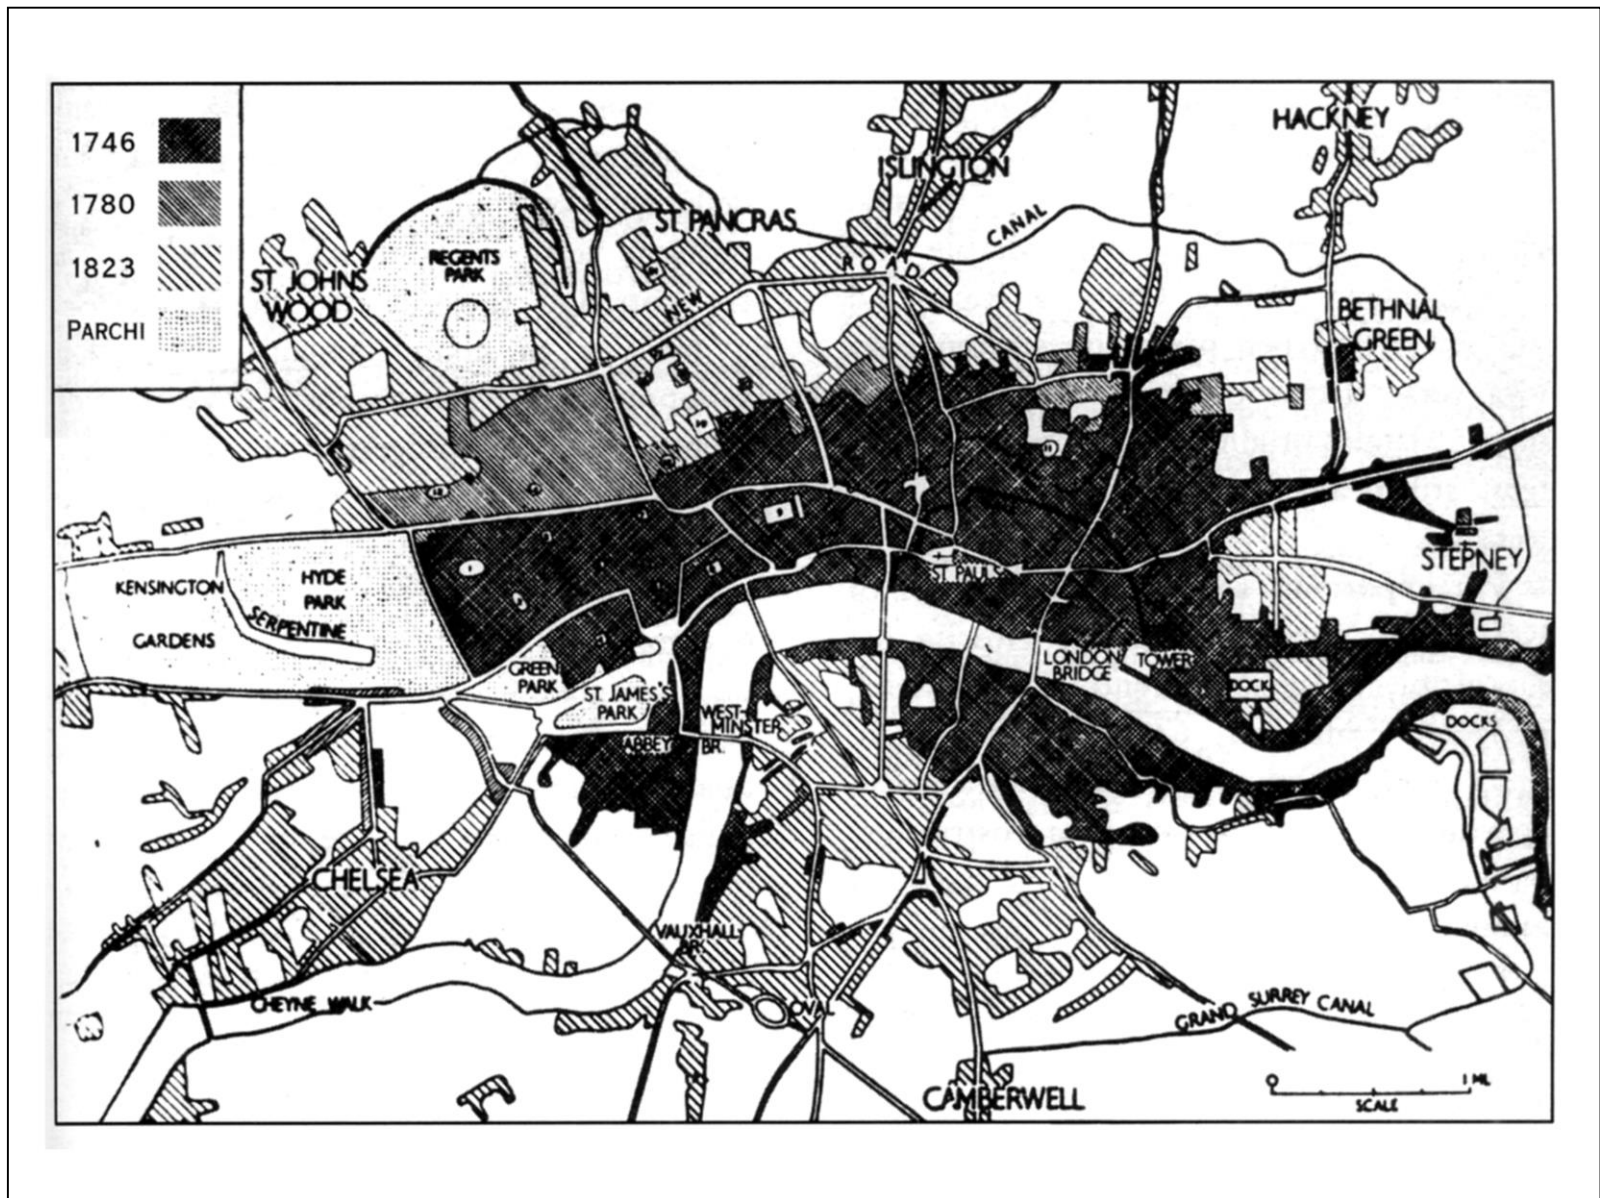 1746
1780
1823
PARCHI
HACKNEY
ISLINGTON
ST PANCRAS
CANAL
REGENTS
PARK
ROAD
ST. JOHNS
WOOD
NEW
BETHNAL
GREEN
STEPNEY
ST. PAULS
KENSINGTON
GARDENS
HYDE
PARK
SERPENTINE
GREEN
PARK
ST. JAMES'S
PARK
LONDON
BRIDGE
TOWER
DOCK
DOCKS
WEST-
MINSTER
BR.
ABBEY
CHELSEA
VAUXHALL
BR.
CHEYNE WALK
OVAL
GRAND SURREY CANAL
CAMBERWELL
1 ML
SCALE